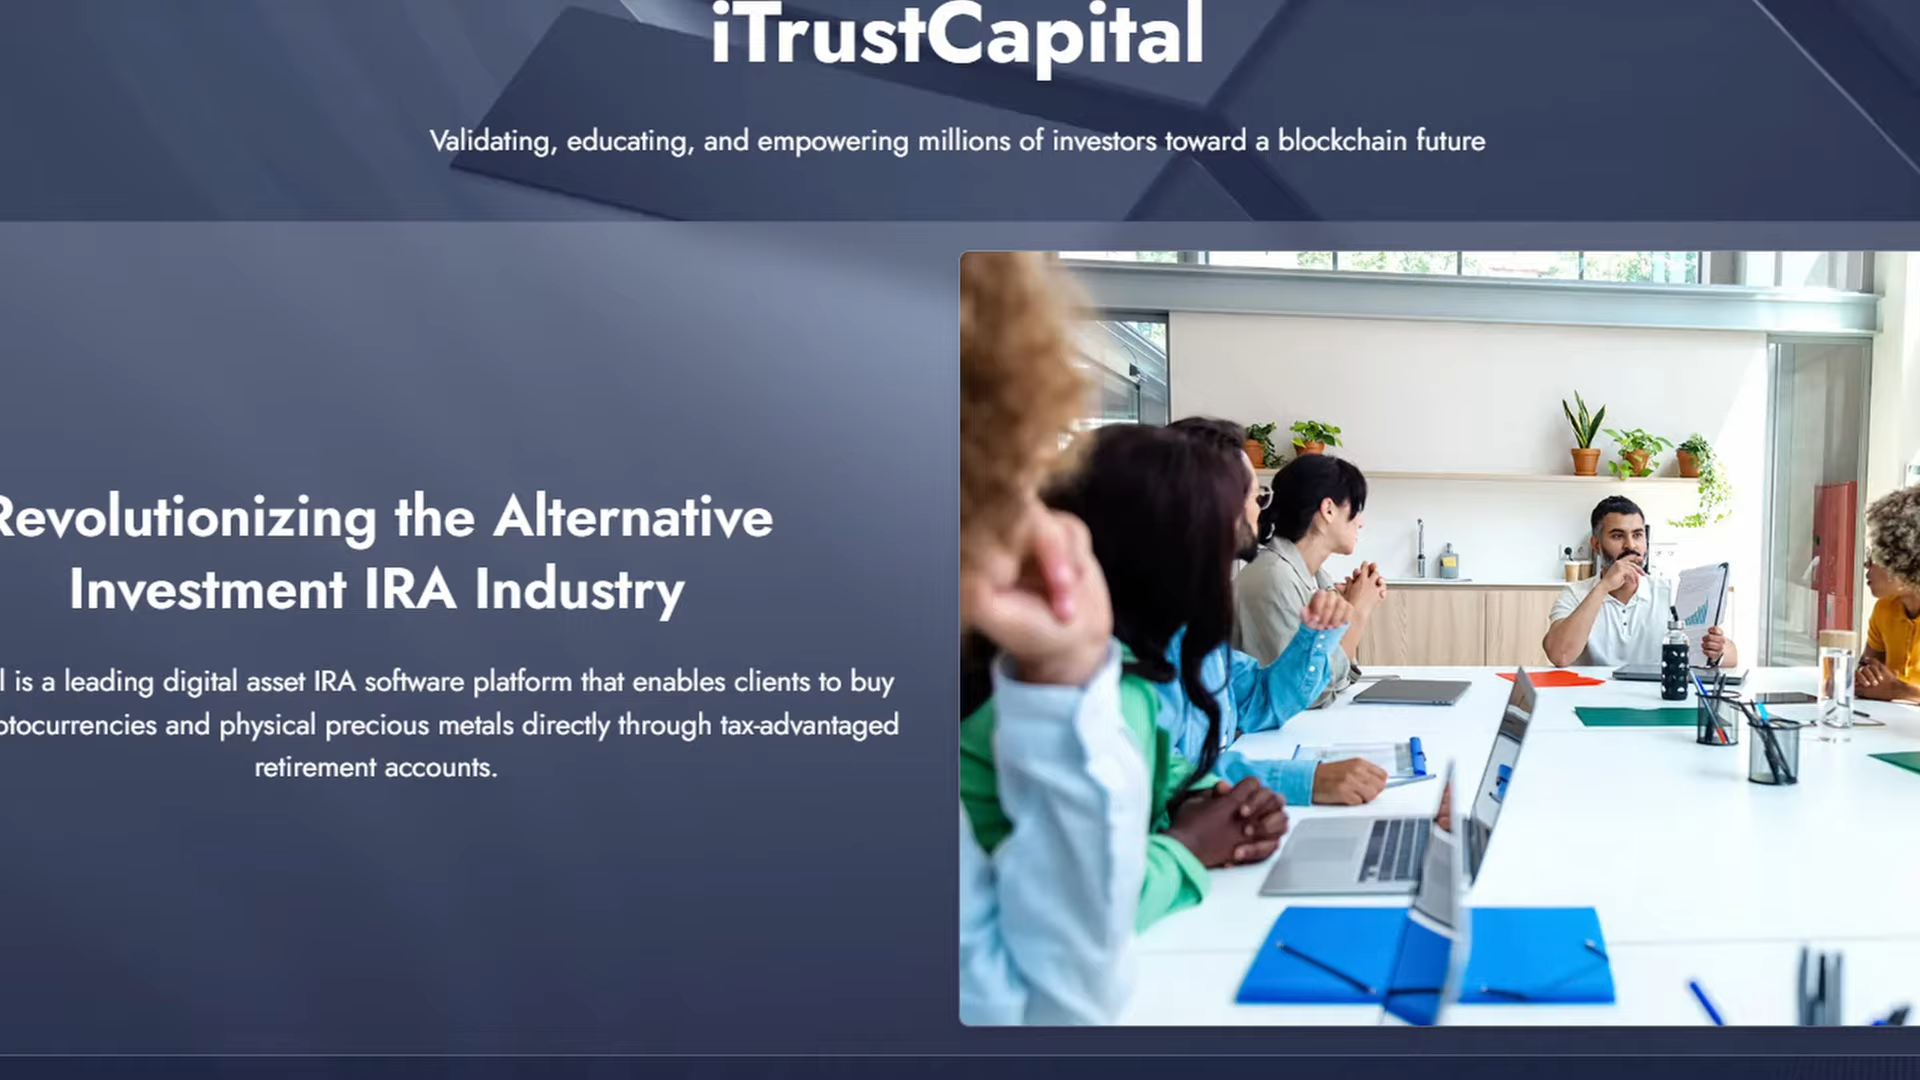 iTrustCapital
Validating, educating, and empowering millions of investors toward a blockchain future
Revolutionizing the Alternative
Investment IRA Industry
l is a leading digital asset IRA software platform that enables clients to buy
ptocurrencies and physical precious metals directly through tax-advantaged
retirement accounts.